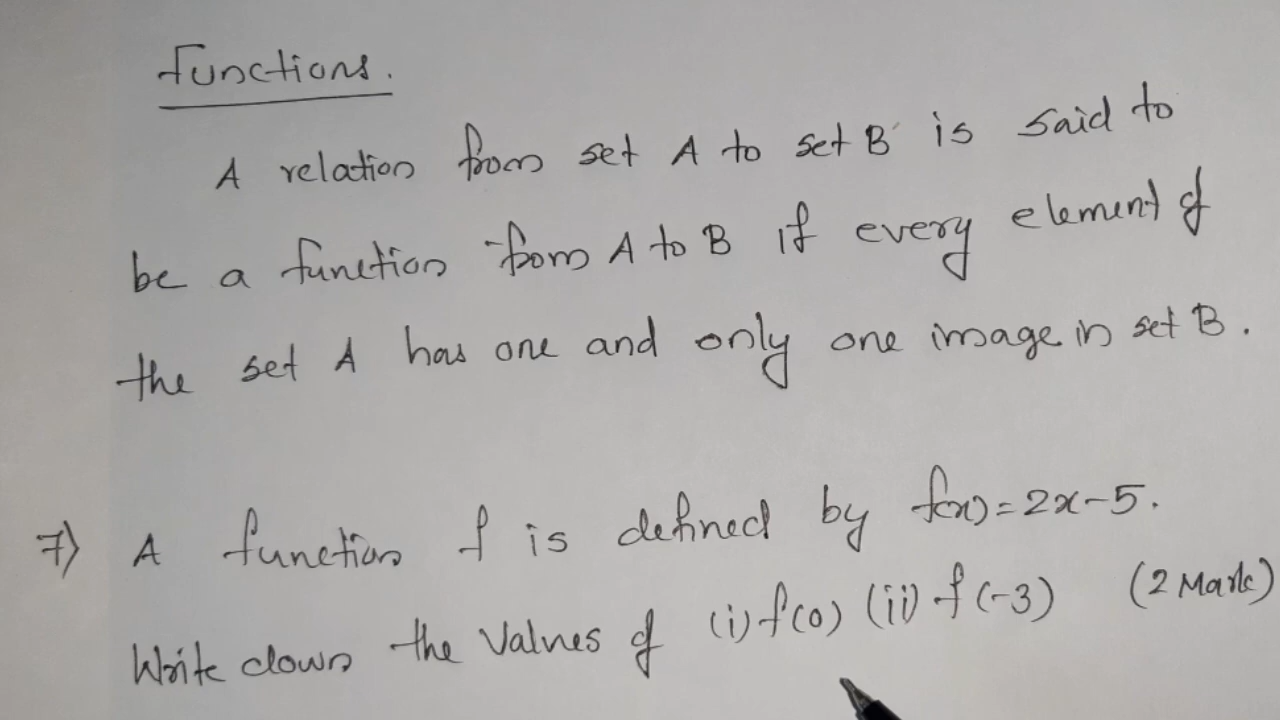 Functions.
A relation from set A to set B is said to
be a function from A to B if every element of
the set A has one and only one image in set B.
7) A function f is defined by f(x)=2x-5.
Write down the values of (i) f(0) (ii) f(-3) (2 Mark)